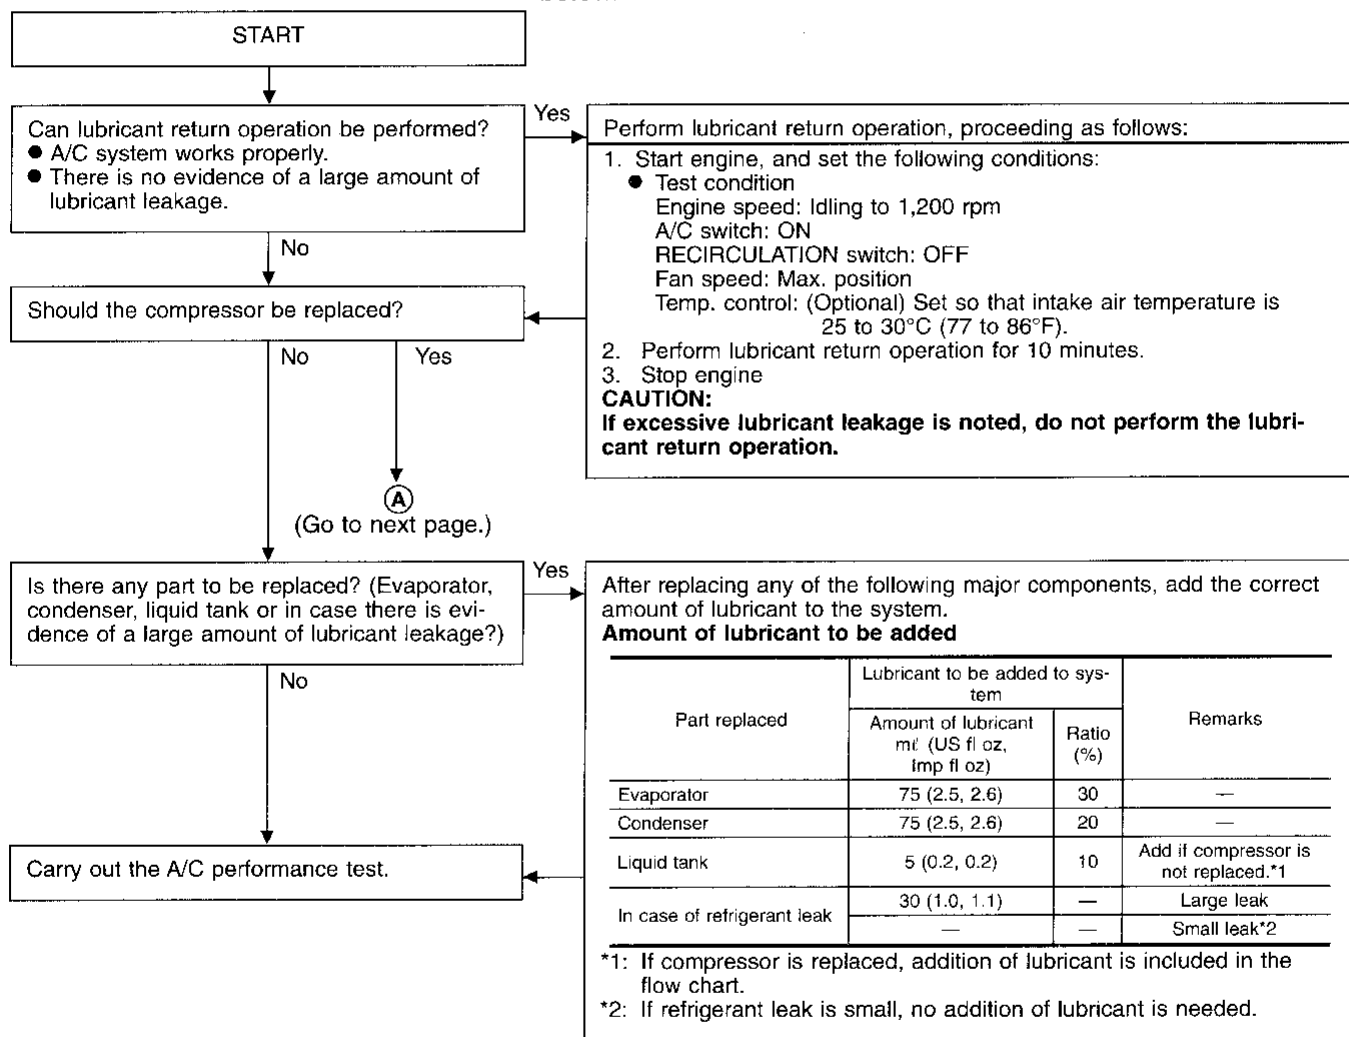 START
Can lubricant return operation be performed?
● A/C system works properly.
● There is no evidence of a large amount of
lubricant leakage.
Yes
No
Perform lubricant return operation, proceeding as follows:
1. Start engine, and set the following conditions:
● Test condition
Engine speed: Idling to 1,200 rpm
A/C switch: ON
RECIRCULATION switch: OFF
Fan speed: Max. position
Temp. control: (Optional) Set so that intake air temperature is
25 to 30°C (77 to 86°F).
2. Perform lubricant return operation for 10 minutes.
3. Stop engine
CAUTION:
If excessive lubricant leakage is noted, do not perform the lubri-
cant return operation.
Should the compressor be replaced?
No
Yes
A
(Go to next page.)
Is there any part to be replaced? (Evaporator,
condenser, liquid tank or in case there is evi-
dence of a large amount of lubricant leakage?)
Yes
No
After replacing any of the following major components, add the correct
amount of lubricant to the system.
Amount of lubricant to be added
Part replaced
Lubricant to be added to sys-
tem
Amount of lubricant
mℓ (US fl oz,
Imp fl oz)
Ratio
(%)
Remarks
Evaporator 75 (2.5, 2.6) 30 —
Condenser 75 (2.5, 2.6) 20 —
Liquid tank 5 (0.2, 0.2) 10 Add if compressor is
not replaced.*1
In case of refrigerant leak 30 (1.0, 1.1) — Large leak
— — Small leak*2
*1: If compressor is replaced, addition of lubricant is included in the
flow chart.
*2: If refrigerant leak is small, no addition of lubricant is needed.
Carry out the A/C performance test.